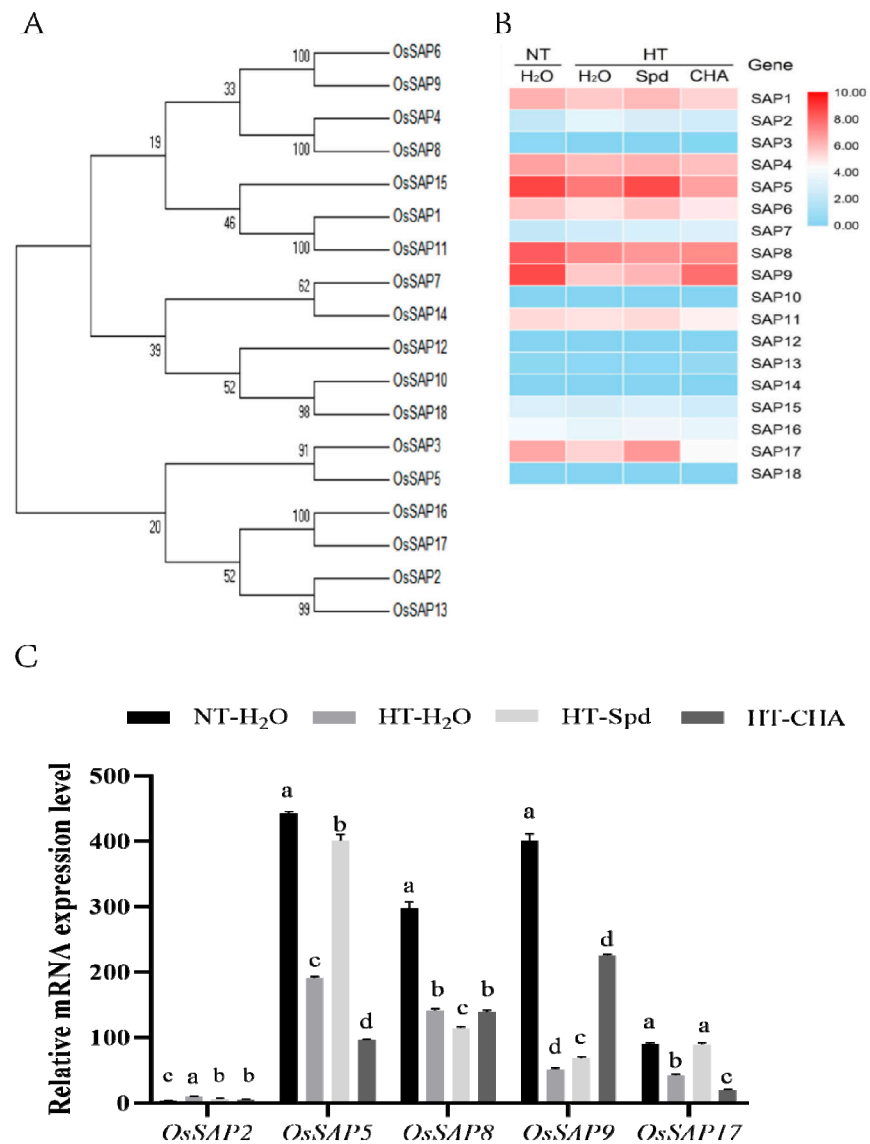 A
OsSAP6
OsSAP9
OsSAP4
OsSAP8
OsSAP15
OsSAP1
OsSAP11
OsSAP7
OsSAP14
OsSAP12
OsSAP10
OsSAP18
OsSAP3
OsSAP5
OsSAP16
OsSAP17
OsSAP2
OsSAP13
100
33
100
19
46
100
62
39
52
98
91
20
100
52
99
B
NT HT
H₂O H₂O Spd CHA Gene
SAP1
SAP2
SAP3
SAP4
SAP5
SAP6
SAP7
SAP8
SAP9
SAP10
SAP11
SAP12
SAP13
SAP14
SAP15
SAP16
SAP17
SAP18
10.00
8.00
6.00
4.00
2.00
0.00
C
NT-H₂O HT-H₂O HT-Spd HT-CHA
Relative mRNA expression level
500
400
300
200
100
0
c a b b
a c b d
a b c b
a d c d
a b a c
OsSAP2 OsSAP5 OsSAP8 OsSAP9 OsSAP17